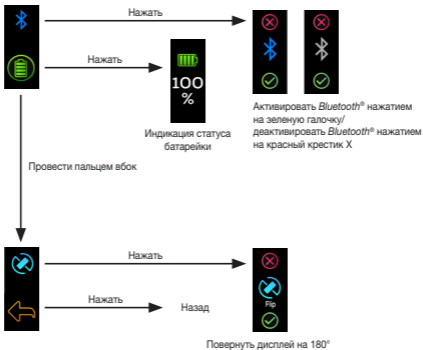 Нажать
Нажать
100
%
Индикация статуса
батарейки
Активировать Bluetooth® нажатием
на зеленую галочку/
деактивировать Bluetooth® нажатием
на красный крестик X
Провести пальцем вбок
Нажать
Flip
Нажать
Назад
Повернуть дисплей на 180°